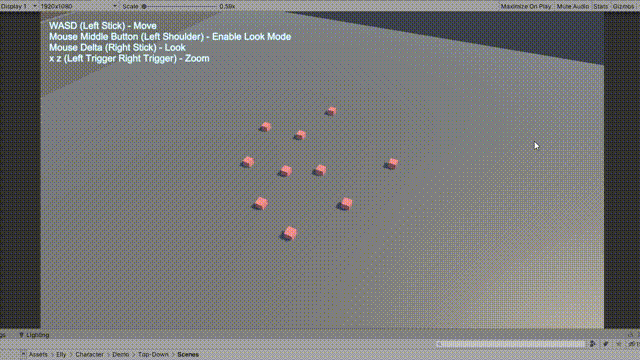 Display 1 1920x1080 Scale 0.59x Maximize On Play Mute Audio Stats Gizmos
WASD (Left Stick) - Move
Mouse Middle Button (Left Shoulder) - Enable Look Mode
Mouse Delta (Right Stick) - Look
x z (Left Trigger Right Trigger) - Zoom
Lighting
Assets Elly Character Demo Top-Down Scenes